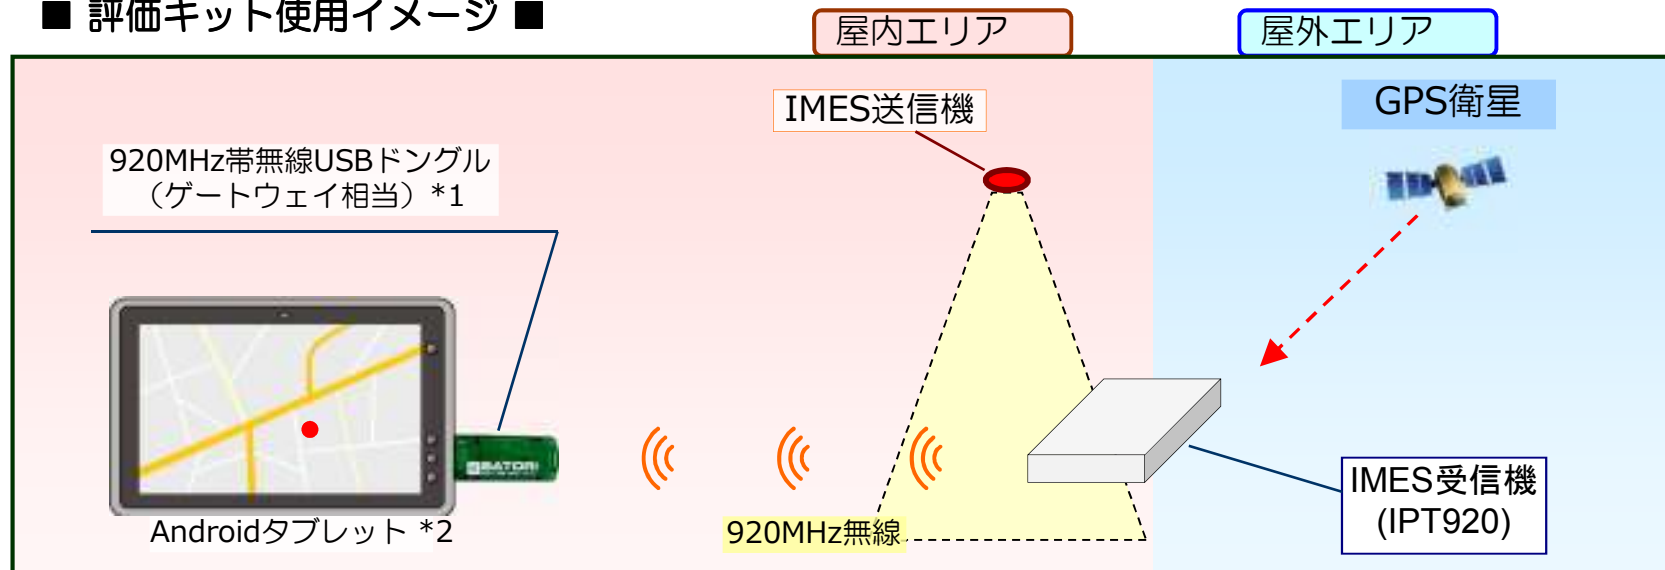 ■ 評価キット使用イメージ ■
屋内エリア
屋外エリア
IMES送信機
GPS衛星
920MHz帯無線USBドングル
（ゲートウェイ相当）*1
SATORI
920MHz無線
Androidタブレット *2
IMES受信機
(IPT920)